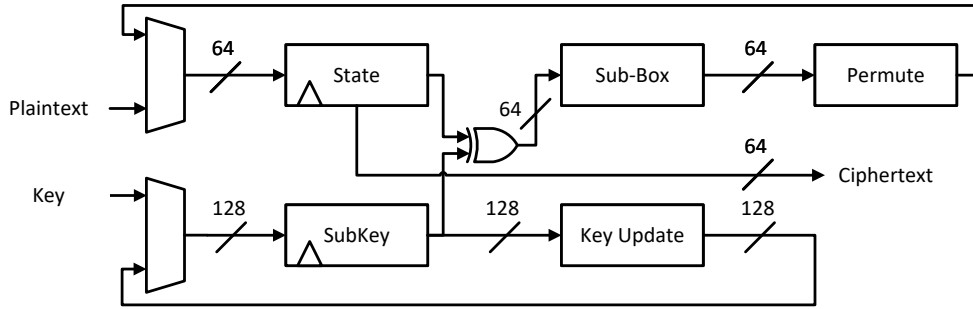 64
State
64
Sub-Box
64
Permute
Plaintext
64
Ciphertext
Key
128
SubKey
128
Key Update
128